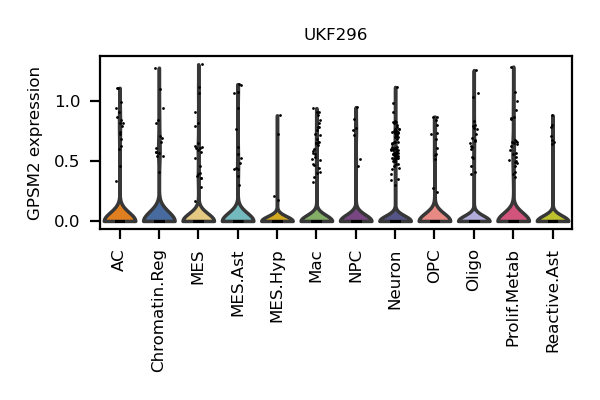 UKF296
GPSM2 expression
1.0
0.5
0.0
AC
Chromatin.Reg
MES
MES.Ast
MES.Hyp
Mac
NPC
Neuron
OPC
Oligo
Prolif.Metab
Reactive.Ast